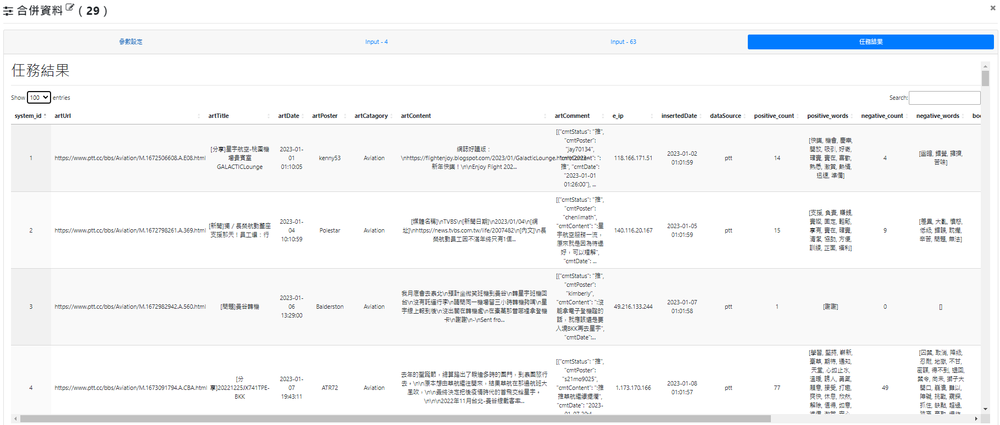 合併資料 ( 29 )
參數設定 Input - 4 Input - 63 任務結果
任務結果
Show 100 entries Search:
system_id artUrl artTitle artDate artPoster artCatagory artContent artComment e_ip insertedDate dataSource positive_count positive_words negative_count negative_words boo
1
https://www.ptt.cc/bbs/Aviation/M.1672506608.A.E08.html
[分享]星宇航空-桃園機
場貴賓室
GALACTICLounge
2023-01-
01
01:10:05
kenny53
Aviation
網誌好讀版：
\nhttps://flightenjoy.blogspot.com/2023/01/GalacticLounge.html\n2023~
新年快樂！\n\nEnjoy Flight 202...
[{"cmtStatus": "推",
"cmtPoster":
"jay70134",
"cmtContent": ":
推", "cmtDate":
"2023-01-01
01:26:00"}, ...
118.166.171.51
2023-01-02
01:01:59
ptt
14
[快樂, 機會, 慶幸,
開放, 吸引, 好奇,
確實, 實在, 喜歡,
熟悉, 激賞, 熱情,
迅速, 準備]
4
[幽暗, 錯覺, 擁擠,
苦味]
2
https://www.ptt.cc/bbs/Aviation/M.1672798261.A.369.html
[新聞]獨／長榮航勤董座
支援那天！員工爆：行
2023-01-
04
10:10:59
Polestar
Aviation
[媒體名稱]\nTVBS\n[新聞日期]\n2023/01/04\n[網
址]\nhttps://news.tvbs.com.tw/life/2007482\n[內文]\n長
榮航勤員工因不滿年終只有1個...
[{"cmtStatus": "推",
"cmtPoster":
"chenlimath",
"cmtContent": ":星
宇航空服務一流，
原來就是因為待遇
好，可以理解",
"cmtDate": ...
140.116.20.167
2023-01-05
01:01:59
ptt
15
[支援, 負責, 賺錢,
實際, 固定, 輕鬆,
享有, 實在, 確實,
清潔, 協助, 方便,
訓練, 正面, 福利]
9
[差異, 大亂, 憤怒,
低級, 錯誤, 耽擱,
辛苦, 問題, 無法]
3
https://www.ptt.cc/bbs/Aviation/M.1672982942.A.560.html
[問題]曼谷轉機
2023-01-
06
13:29:00
Balderston
Aviation
我月底會去泰北\n預計坐微笑班機到曼谷\n轉星宇班機回
台\n沒有託運行李\n請問同一機場留三小時轉機夠嗎\n星
宇線上報到後\n沒出關在轉機處\n在素萬那普哪裡拿登機
卡\n謝謝\n-\nSent fro...
[{"cmtStatus": "推",
"cmtPoster":
"kimberly",
"cmtContent": ":沒
能拿電子登機證的
話，就應該還是要
入境BKK再去星宇",
"cmtDate":...
49.216.133.244
2023-01-07
01:01:58
ptt
1
[謝謝]
0
[]
4
https://www.ptt.cc/bbs/Aviation/M.1673091794.A.CBA.html
[分
享]20221225JX741TPE-
BKK
2023-01-
07
19:43:11
ATR72
Aviation
去年的聖誕節，總算踏出了睽違多時的國門，到泰國旅行
去。\n\n原本想由華航繼往開來，結果華航在那邊航班大
風吹，\n\n最終決定把後疫情時代的首飛交給星宇。
\n\n\n2022年11月台北-曼谷線載客率...
[{"cmtStatus": "推",
"cmtPoster":
"s21mo9025",
"cmtContent": ":推
推華航繼續擺爛",
"cmtDate": "2023-
01-07 20:4
1.173.170.166
2023-01-08
01:01:57
ptt
77
[學習, 堅持, 嶄新,
豪華, 期待, 通知,
天堂, 心如止水,
溫暖, 誘人, 勇氣,
願意, 接受, 打趣,
爽快, 休息, 欣然,
解除, 值得, 如意,
準備, 激賞, 安心,
49
[囚禁, 取消, 降級,
忍耐, 地獄, 不甘,
密謀, 得不到, 退回,
禁令, 尚未, 獅子大
開口, 崩潰, 難以,
障礙, 挑戰, 窺探,
抓住, 缺點, 超過,